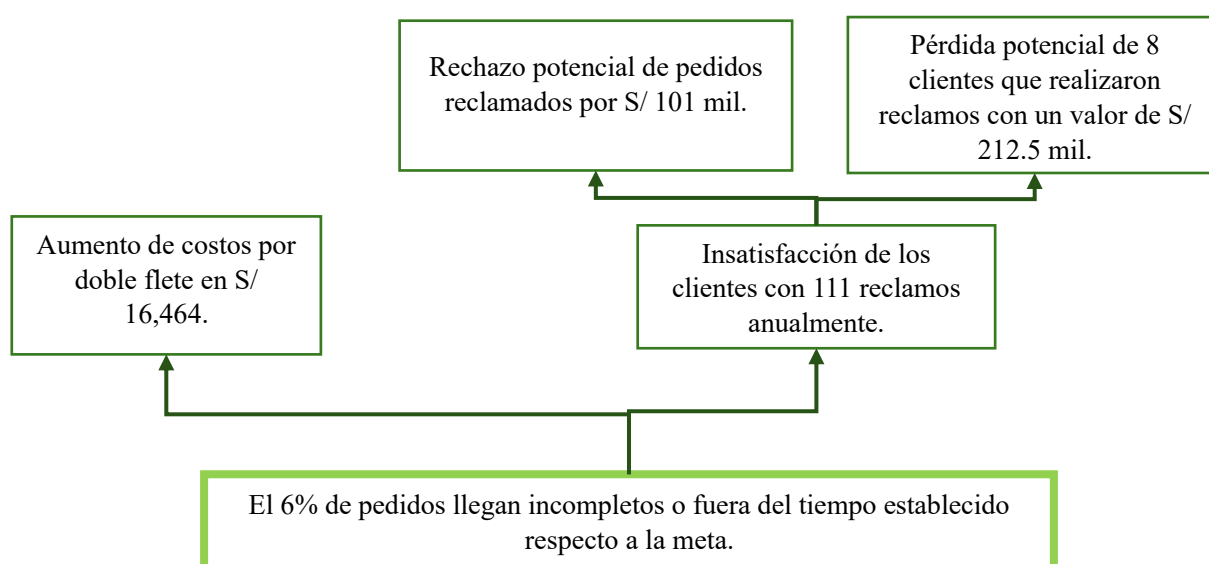 Rechazo potencial de pedidos
reclamados por S/ 101 mil.
Pérdida potencial de 8
clientes que realizaron
reclamos con un valor de S/
212.5 mil.
Aumento de costos por
doble flete en S/
16,464.
Insatisfacción de los
clientes con 111 reclamos
anualmente.
El 6% de pedidos llegan incompletos o fuera del tiempo establecido
respecto a la meta.